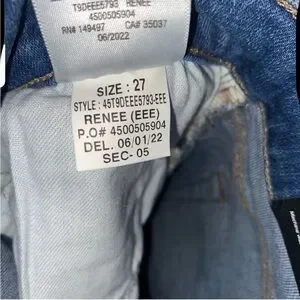 T9DEEE5793 RENEE
4500505904
RN# 149497 CA# 35037
06/2022
SIZE : 27
STYLE : 45T9DEEE5793-EEE
RENEE (EEE)
P.O# 4500505904
DEL. 06/01/22
SEC- 05